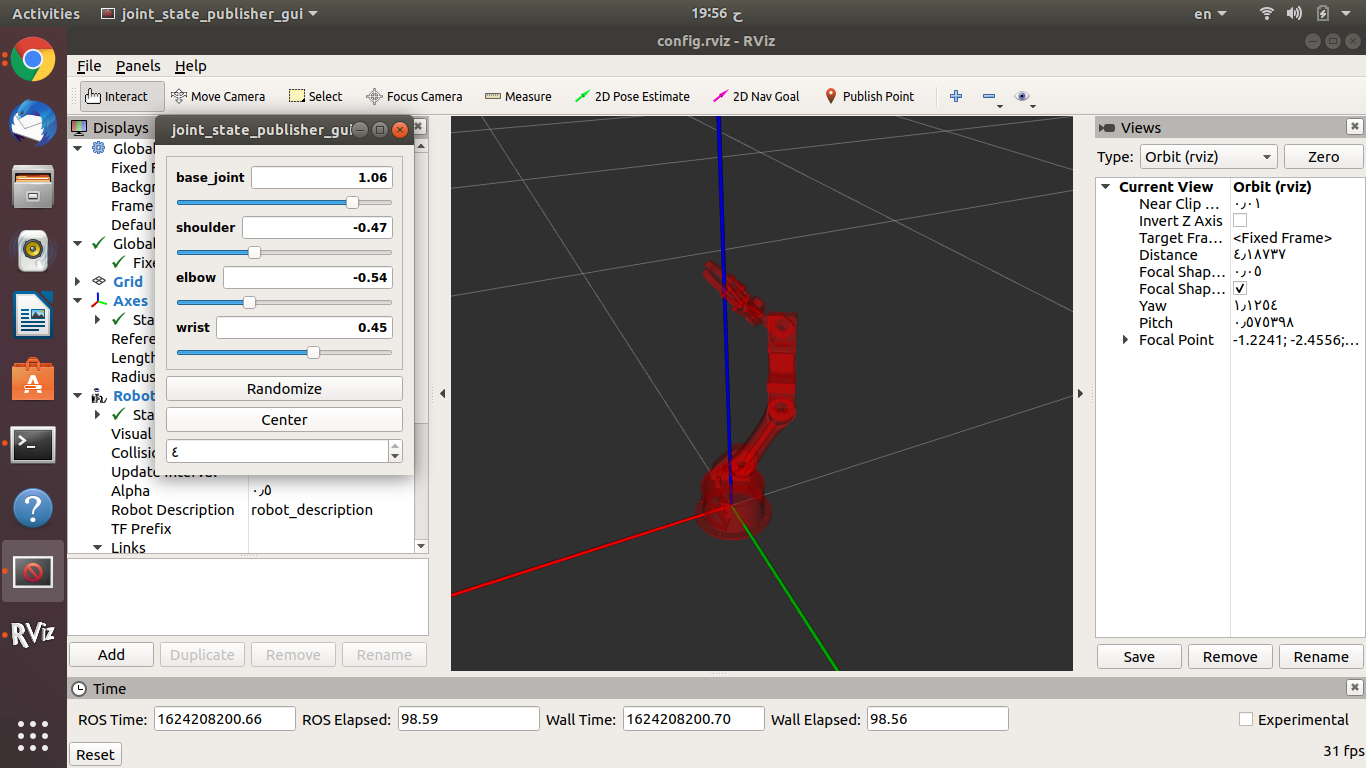 Activities joint_state_publisher_gui 19:56 ح en
config.rviz - RViz
File Panels Help
Interact Move Camera Select Focus Camera Measure 2D Pose Estimate 2D Nav Goal Publish Point
Displays
Global
Fixed F
Backgr
Frame
Defaul
Global
Fixe
Grid
Axes
Sta
Refere
Length
Radius
Robot
Sta
Visual
Collisio
Update Interval
Alpha ٠٫٥
Robot Description robot_description
TF Prefix
Links
Add Duplicate Remove Rename
joint_state_publisher_gui
base_joint 1.06
shoulder -0.47
elbow -0.54
wrist 0.45
Randomize
Center
٤
Views
Type: Orbit (rviz) Zero
Current View Orbit (rviz)
Near Clip ... ٠٫٠١
Invert Z Axis
Target Fra... <Fixed Frame>
Distance ٤٫١٨٧٣٧
Focal Shap... ٠٫٠٥
Focal Shap...
Yaw ١٫١٢٥٤
Pitch ٠٫٥٧٥٣٩٨
Focal Point -1.2241; -2.4556;...
Save Remove Rename
Time
ROS Time: 1624208200.66 ROS Elapsed: 98.59 Wall Time: 1624208200.70 Wall Elapsed: 98.56 Experimental
Reset 31 fps
RViz